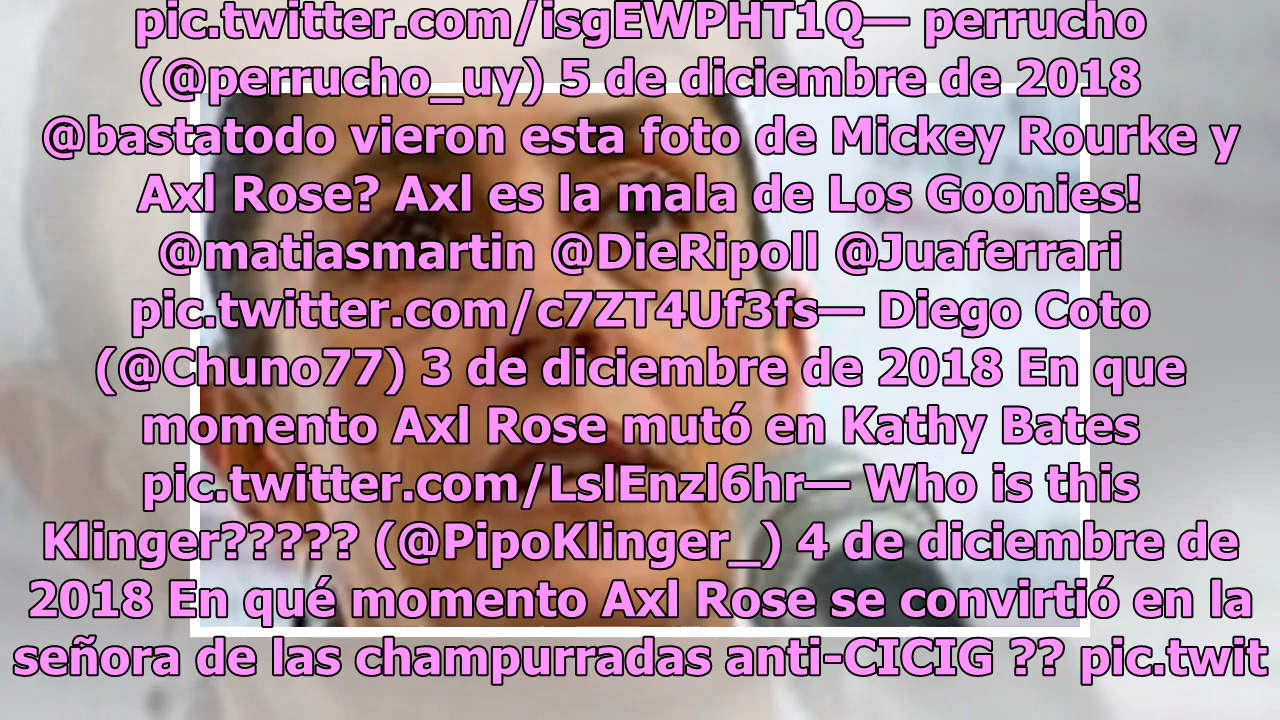 pic.twitter.com/isgEWPHT1Q— perrucho
(@perrucho_uy) 5 de diciembre de 2018
@bastatodo vieron esta foto de Mickey Rourke y
Axl Rose? Axl es la mala de Los Goonies!
@matiasmartin @DieRipoll @Juaferrari
pic.twitter.com/c7ZT4Uf3fs— Diego Coto
(@Chuno77) 3 de diciembre de 2018 En que
momento Axl Rose mutó en Kathy Bates
pic.twitter.com/LslEnzl6hr— Who is this
Klinger????? (@PipoKlinger_) 4 de diciembre de
2018 En qué momento Axl Rose se convirtió en la
señora de las champurradas anti-CICIG ?? pic.twit